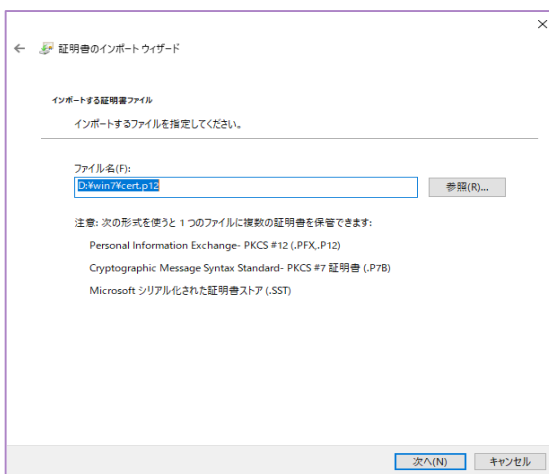 証明書のインポート ウィザード
インポートする証明書ファイル
インポートするファイルを指定してください。
ファイル名(F):
D:¥win7¥cert.p12
参照(R)...
注意: 次の形式を使うと 1 つのファイルに複数の証明書を保管できます:
Personal Information Exchange- PKCS #12 (.PFX,.P12)
Cryptographic Message Syntax Standard- PKCS #7 証明書 (.P7B)
Microsoft シリアル化された証明書ストア (.SST)
次へ(N)
キャンセル